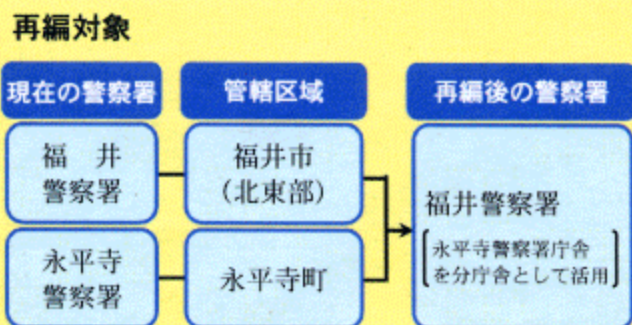 再編対象
現在の警察署
管轄区域
再編後の警察署
福　井
警察署
福井市
（北東部）
永平寺
警察署
永平寺町
福井警察署
永平寺警察署庁舎
を分庁舎として活用